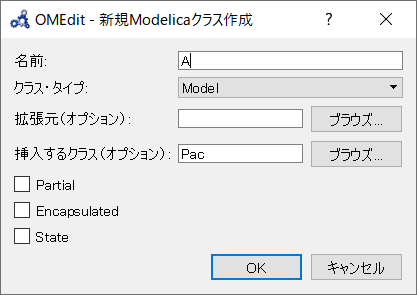 OMEdit - 新規Modelicaクラス作成
名前:
A
クラス・タイプ:
Model
拡張元(オプション):
ブラウズ...
挿入するクラス(オプション):
Pac
ブラウズ...
Partial
Encapsulated
State
OK
キャンセル